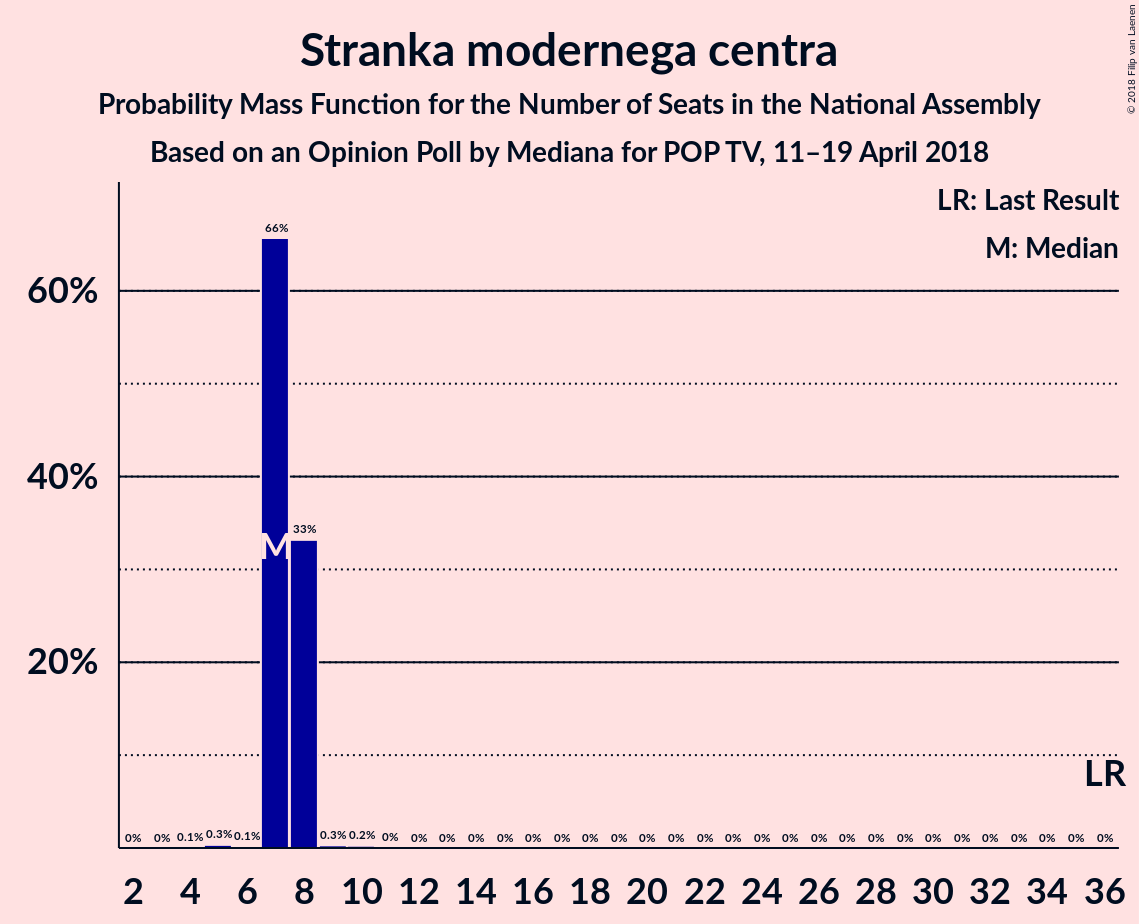 Stranka modernega centra
Probability Mass Function for the Number of Seats in the National Assembly
Based on an Opinion Poll by Mediana for POP TV, 11–19 April 2018
© 2018 Filip van Laenen
LR: Last Result
M: Median
66%
60%
40%
33%
M
20%
LR
0% 0% 0.1% 0.3% 0.1% 0.3% 0.2% 0% 0% 0% 0% 0% 0% 0% 0% 0% 0% 0% 0% 0% 0% 0% 0% 0% 0% 0% 0% 0% 0% 0% 0% 0% 0%
2 4 6 8 10 12 14 16 18 20 22 24 26 28 30 32 34 36